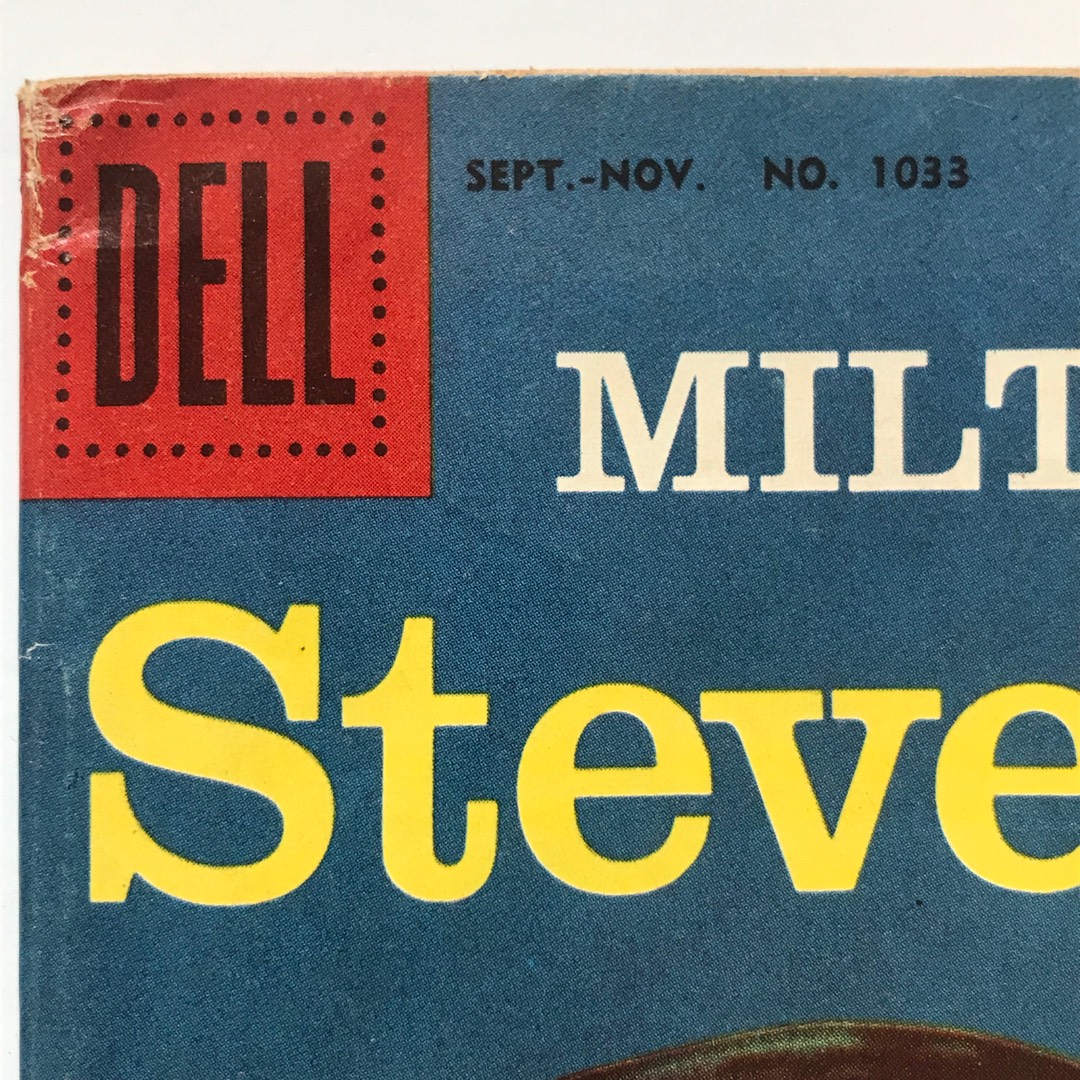 DELL
SEPT.-NOV. NO. 1033
MILT
Steve